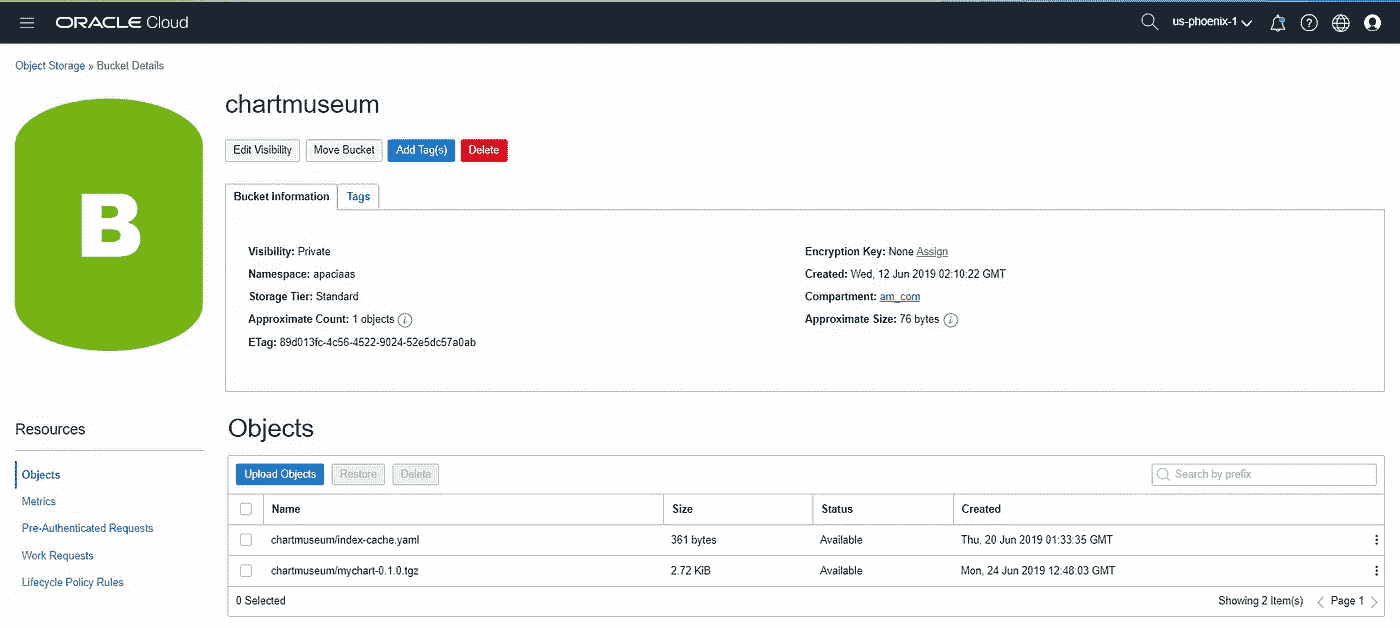 ORACLE Cloud
us-phoenix-1
Object Storage » Bucket Details
B
chartmuseum
Edit Visibility Move Bucket Add Tag(s) Delete
Bucket Information Tags
Visibility: Private
Namespace: apaciaas
Storage Tier: Standard
Approximate Count: 1 objects
ETag: 89d013fc-4c56-4522-9024-52e5dc57a0ab
Encryption Key: None Assign
Created: Wed, 12 Jun 2019 02:10:22 GMT
Compartment: am_com
Approximate Size: 76 bytes
Resources
Objects
Metrics
Pre-Authenticated Requests
Work Requests
Lifecycle Policy Rules
Objects
Upload Objects Restore Delete Search by prefix
Name Size Status Created
chartmuseum/index-cache.yaml 361 bytes Available Thu, 20 Jun 2019 01:33:35 GMT
chartmuseum/mychart-0.1.0.tgz 2.72 KiB Available Mon, 24 Jun 2019 12:48:03 GMT
0 Selected Showing 2 Item(s) Page 1